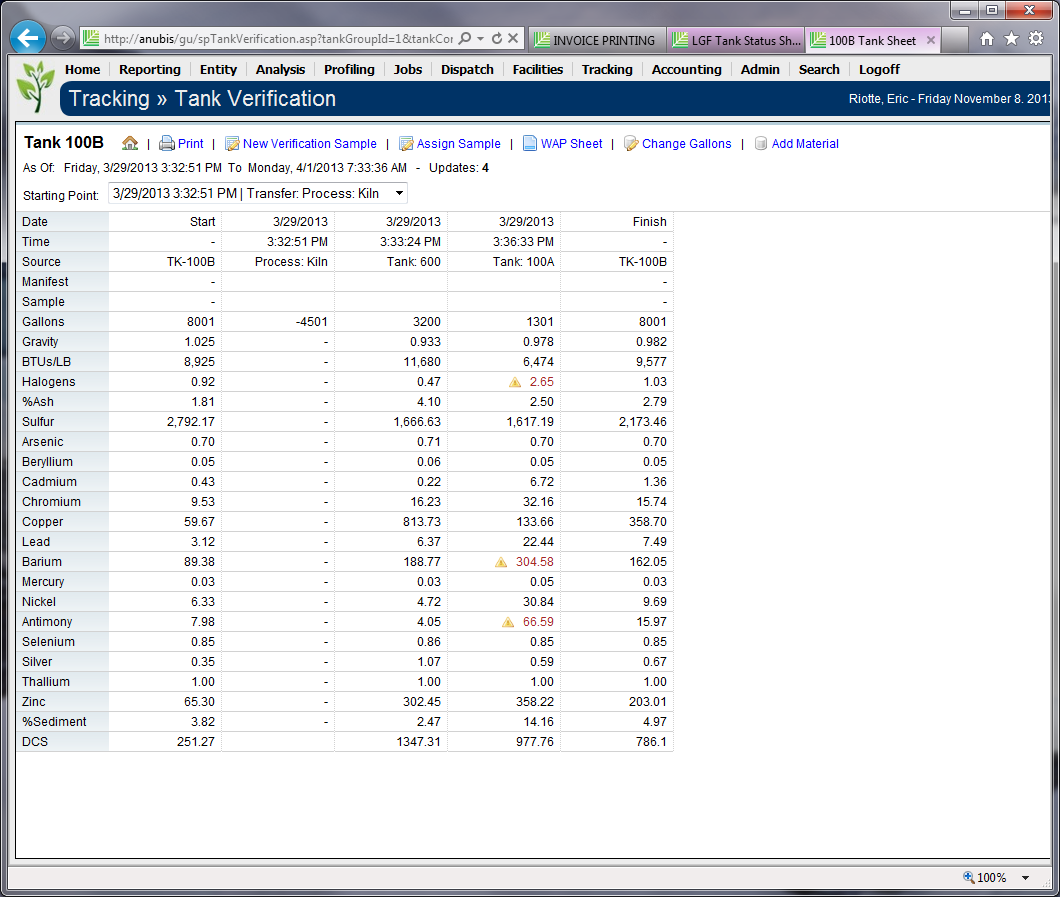 http://anubis/gu/spTankVerification.asp?tankGroupId=1&tankCor INVOICE PRINTING LGF Tank Status Sh... 100B Tank Sheet
Home Reporting Entity Analysis Profiling Jobs Dispatch Facilities Tracking Accounting Admin Search Logoff
Tracking » Tank Verification Riotte, Eric - Friday November 8. 201
Tank 100B | Print | New Verification Sample | Assign Sample | WAP Sheet | Change Gallons | Add Material
As Of: Friday, 3/29/2013 3:32:51 PM To Monday, 4/1/2013 7:33:36 AM - Updates: 4
Starting Point: 3/29/2013 3:32:51 PM | Transfer: Process: Kiln
Date Start 3/29/2013 3/29/2013 3/29/2013 Finish
Time - 3:32:51 PM 3:33:24 PM 3:36:33 PM -
Source TK-100B Process: Kiln Tank: 600 Tank: 100A TK-100B
Manifest - -
Sample - -
Gallons 8001 -4501 3200 1301 8001
Gravity 1.025 - 0.933 0.978 0.982
BTUs/LB 8,925 - 11,680 6,474 9,577
Halogens 0.92 - 0.47 2.65 1.03
%Ash 1.81 - 4.10 2.50 2.79
Sulfur 2,792.17 - 1,666.63 1,617.19 2,173.46
Arsenic 0.70 - 0.71 0.70 0.70
Beryllium 0.05 - 0.06 0.05 0.05
Cadmium 0.43 - 0.22 6.72 1.36
Chromium 9.53 - 16.23 32.16 15.74
Copper 59.67 - 813.73 133.66 358.70
Lead 3.12 - 6.37 22.44 7.49
Barium 89.38 - 188.77 304.58 162.05
Mercury 0.03 - 0.03 0.05 0.03
Nickel 6.33 - 4.72 30.84 9.69
Antimony 7.98 - 4.05 66.59 15.97
Selenium 0.85 - 0.86 0.85 0.85
Silver 0.35 - 1.07 0.59 0.67
Thallium 1.00 - 1.00 1.00 1.00
Zinc 65.30 - 302.45 358.22 203.01
%Sediment 3.82 - 2.47 14.16 4.97
DCS 251.27 1347.31 977.76 786.1
100%